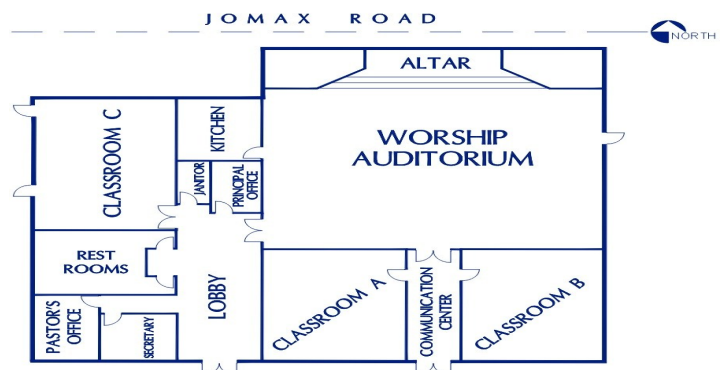 JOMAX ROAD
NORTH
ALTAR
WORSHIP
AUDITORIUM
CLASSROOM C
KITCHEN
JANITOR
PRINCIPAL
OFFICE
REST
ROOMS
LOBBY
PASTOR'S
OFFICE
SECRETARY
CLASSROOM A
COMMUNICATION
CENTER
CLASSROOM B